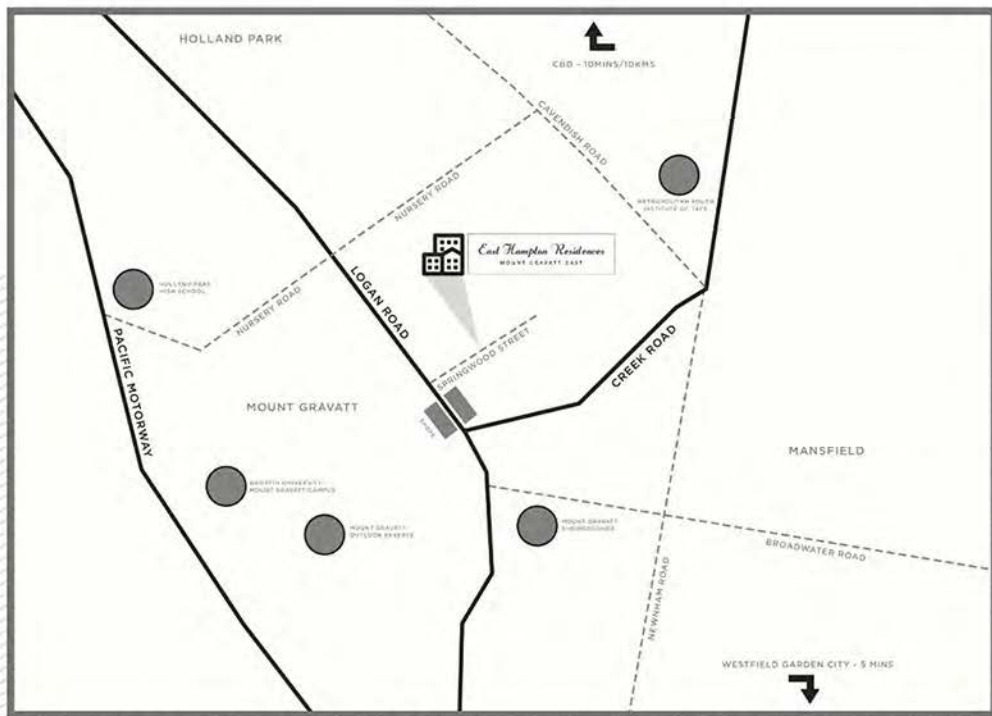 HOLLAND PARK
CBD - 10MINS/10KMS
CAVENDISH ROAD
METROPOLITAN SOUTH
INSTITUTE OF TAFE
NURSERY ROAD
East Hampton Residences
MOUNT GRAVATT EAST
LOGAN ROAD
HOLLAND PARK
HIGH SCHOOL
NURSERY ROAD
PACIFIC MOTORWAY
SPRINGWOOD STREET
CREEK ROAD
MOUNT GRAVATT
SHOPS
MANSFIELD
GRIFFITH UNIVERSITY -
MOUNT GRAVATT CAMPUS
MOUNT GRAVATT
OUTLOOK RESERVE
MOUNT GRAVATT
SHOWGROUNDS
BROADWATER ROAD
NEWNHAM ROAD
WESTFIELD GARDEN CITY - 5 MINS